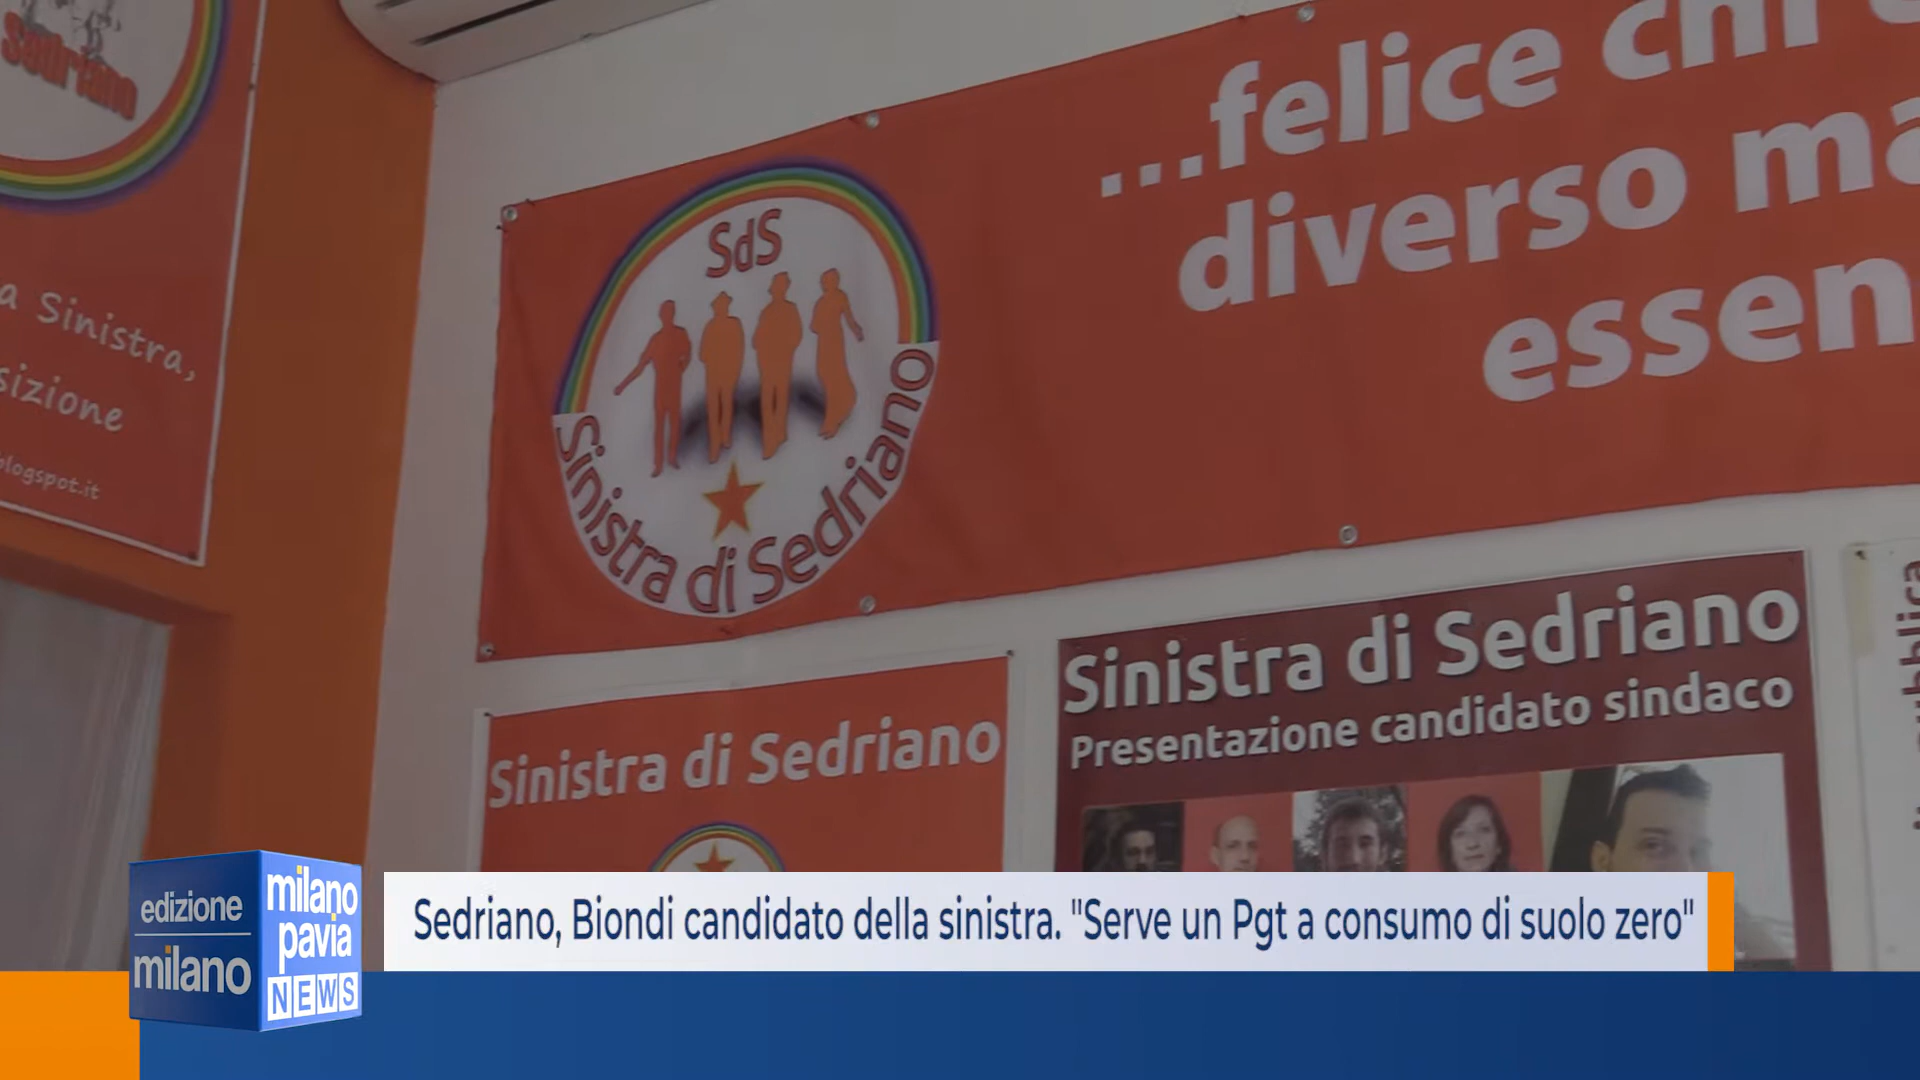 sedriano
a Sinistra,
sizione
blogspot.it
SdS
Sinistra di Sedriano
...felice chi è
diverso ma
essen
Sinistra di Sedriano
Sinistra di Sedriano
Presentazione candidato sindaco
Sedriano, Biondi candidato della sinistra. "Serve un Pgt a consumo di suolo zero"
edizione
milano
milano
pavia
NEWS